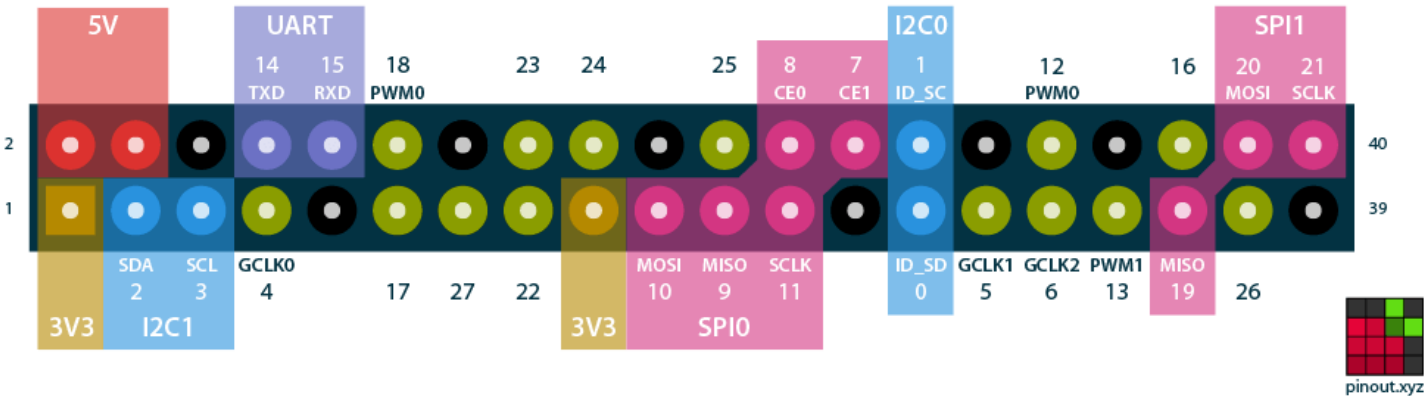 5V UART I2C0 SPI1
14 15 18 23 24 25 8 7 1 12 16 20 21
TXD RXD PWM0 CE0 CE1 ID_SC PWM0 MOSI SCLK
2 40
1 39
SDA SCL GCLK0 MOSI MISO SCLK ID_SD GCLK1 GCLK2 PWM1 MISO
2 3 4 17 27 22 10 9 11 0 5 6 13 19 26
3V3 I2C1 3V3 SPI0
pinout.xyz